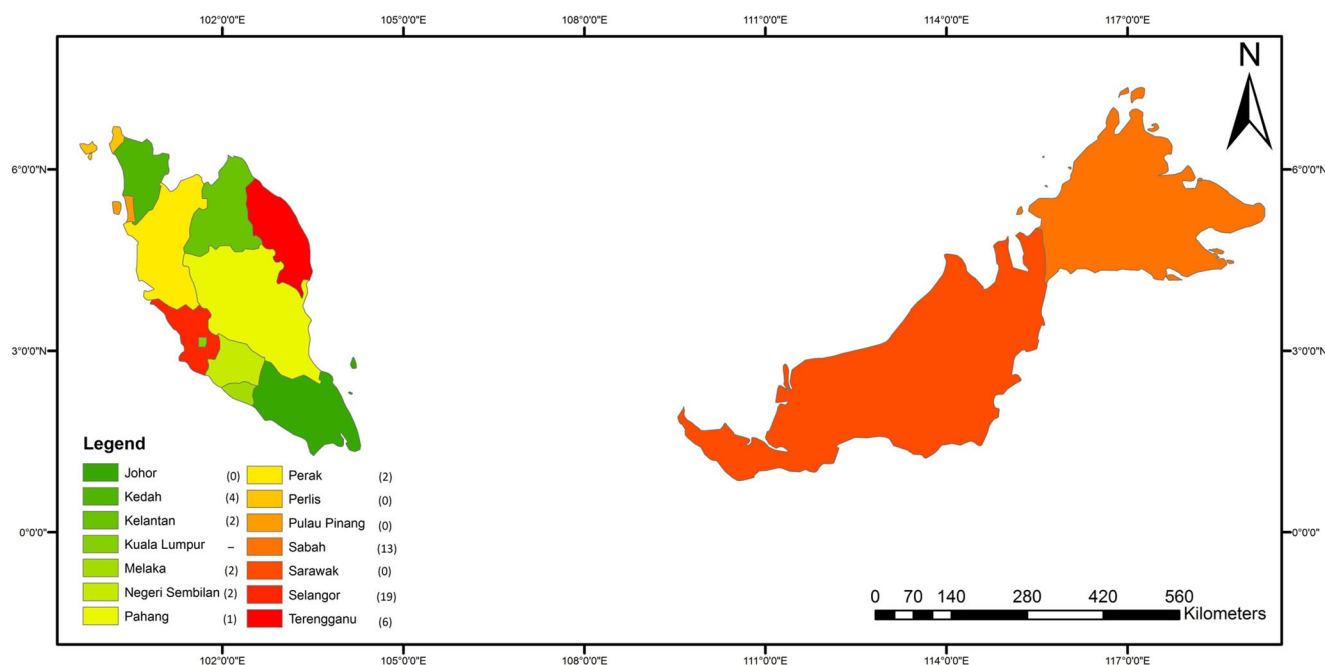 102°0'0"E 105°0'0"E 108°0'0"E 111°0'0"E 114°0'0"E 117°0'0"E
N
6°0'0"N 6°0'0"N
3°0'0"N 3°0'0"N
Legend
Johor (0) Perak (2)
Kedah (4) Perlis (0)
Kelantan (2) Pulau Pinang (0)
Kuala Lumpur – Sabah (13)
Melaka (2) Sarawak (0)
Negeri Sembilan (2) Selangor (19)
Pahang (1) Terengganu (6)
0°0'0" 0°0'0"
0 70 140 280 420 560
Kilometers
102°0'0"E 105°0'0"E 108°0'0"E 111°0'0"E 114°0'0"E 117°0'0"E